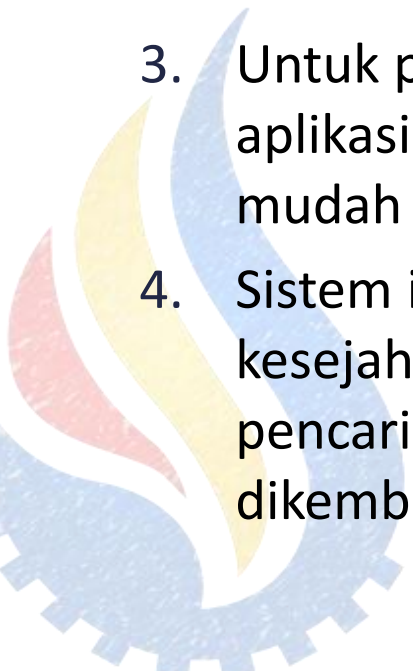 3. Untuk p
aplikasi
mudah
4. Sistem i
kesejah
pencari
dikemb